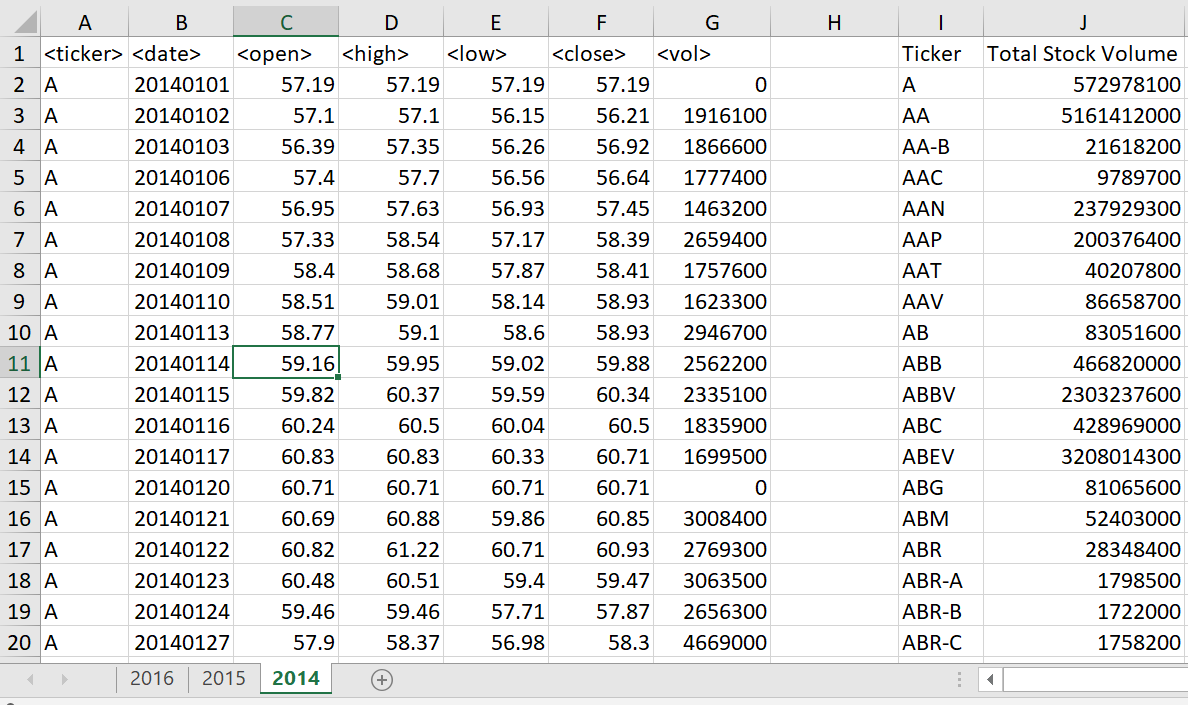 A B C D E F G H I J
1 <ticker> <date> <open> <high> <low> <close> <vol> Ticker Total Stock Volume
2 A 20140101 57.19 57.19 57.19 57.19 0 A 572978100
3 A 20140102 57.1 57.1 56.15 56.21 1916100 AA 5161412000
4 A 20140103 56.39 57.35 56.26 56.92 1866600 AA-B 21618200
5 A 20140106 57.4 57.7 56.56 56.64 1777400 AAC 9789700
6 A 20140107 56.95 57.63 56.93 57.45 1463200 AAN 237929300
7 A 20140108 57.33 58.54 57.17 58.39 2659400 AAP 200376400
8 A 20140109 58.4 58.68 57.87 58.41 1757600 AAT 40207800
9 A 20140110 58.51 59.01 58.14 58.93 1623300 AAV 86658700
10 A 20140113 58.77 59.1 58.6 58.93 2946700 AB 83051600
11 A 20140114 59.16 59.95 59.02 59.88 2562200 ABB 466820000
12 A 20140115 59.82 60.37 59.59 60.34 2335100 ABBV 2303237600
13 A 20140116 60.24 60.5 60.04 60.5 1835900 ABC 428969000
14 A 20140117 60.83 60.83 60.33 60.71 1699500 ABEV 3208014300
15 A 20140120 60.71 60.71 60.71 60.71 0 ABG 81065600
16 A 20140121 60.69 60.88 59.86 60.85 3008400 ABM 52403000
17 A 20140122 60.82 61.22 60.71 60.93 2769300 ABR 28348400
18 A 20140123 60.48 60.51 59.4 59.47 3063500 ABR-A 1798500
19 A 20140124 59.46 59.46 57.71 57.87 2656300 ABR-B 1722000
20 A 20140127 57.9 58.37 56.98 58.3 4669000 ABR-C 1758200
2016 2015 2014